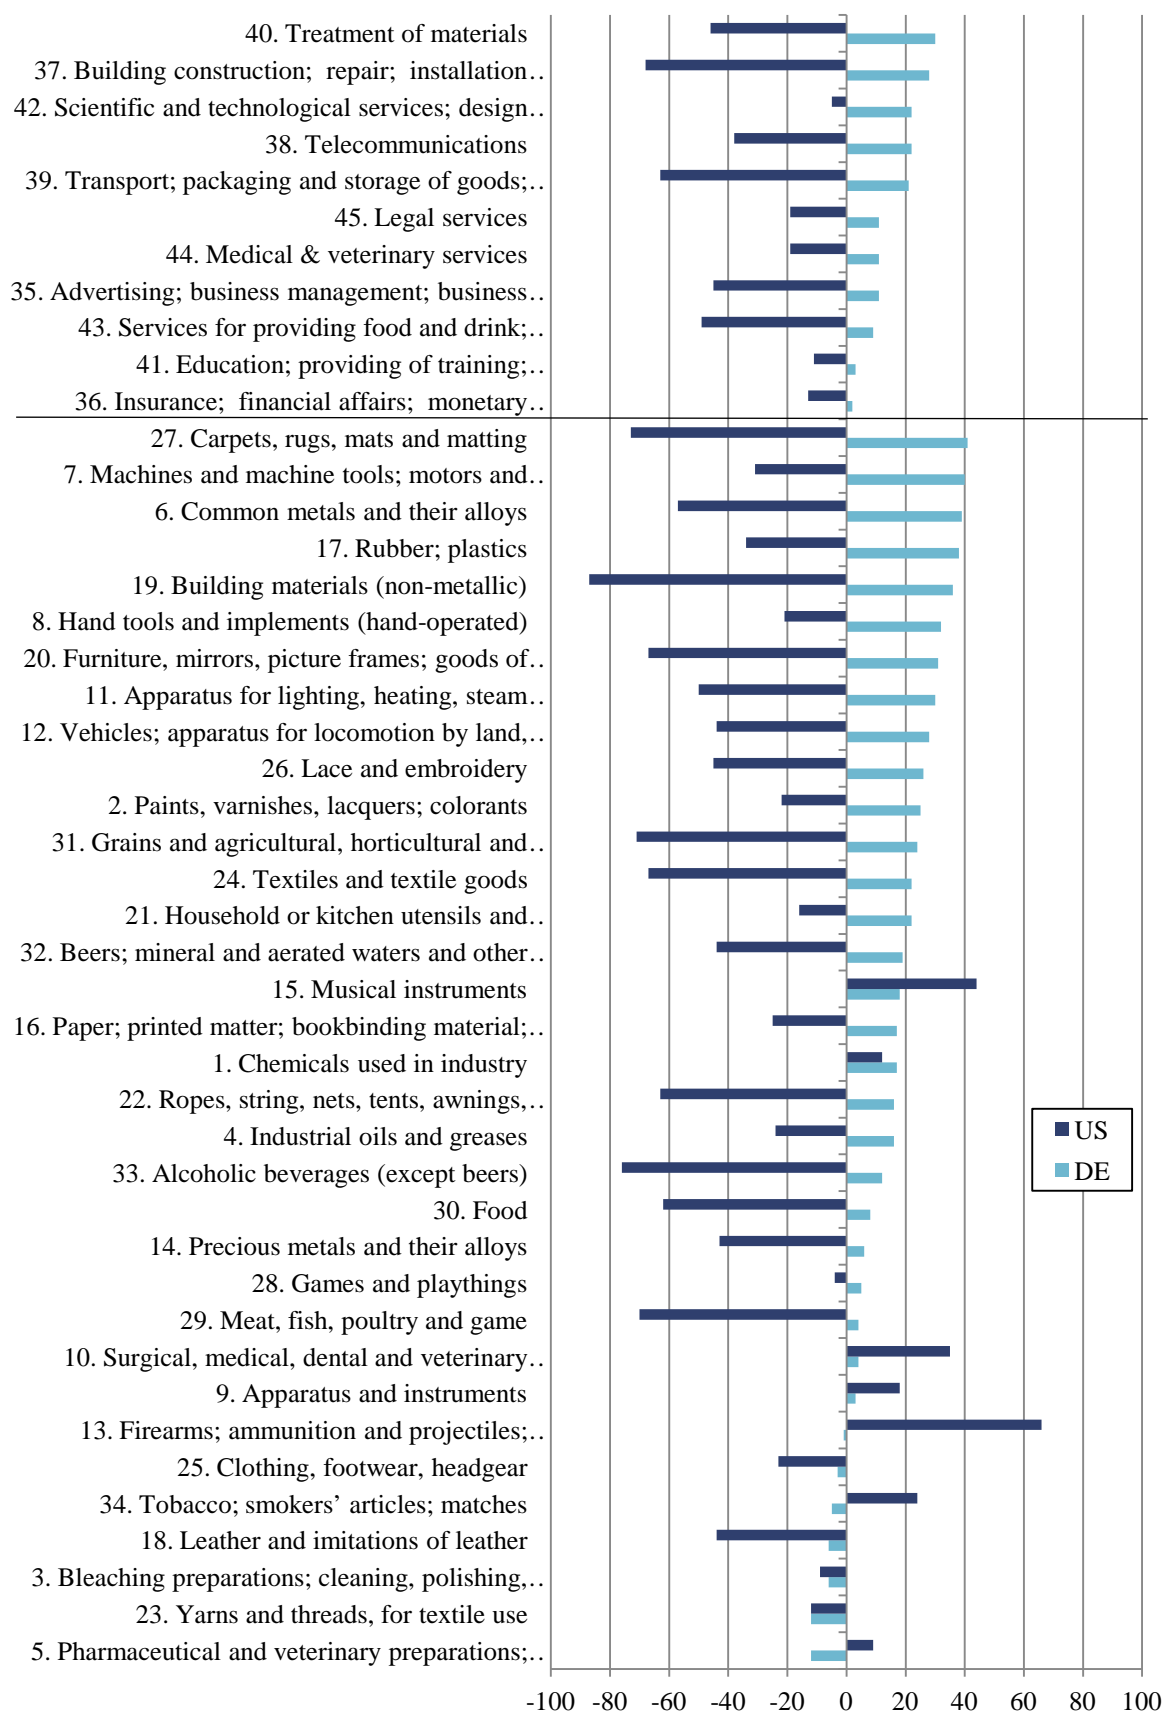 40. Treatment of materials
37. Building construction; repair; installation‥
42. Scientific and technological services; design‥
38. Telecommunications
39. Transport; packaging and storage of goods;‥
45. Legal services
44. Medical & veterinary services
35. Advertising; business management; business‥
43. Services for providing food and drink;‥
41. Education; providing of training;‥
36. Insurance; financial affairs; monetary‥
27. Carpets, rugs, mats and matting
7. Machines and machine tools; motors and‥
6. Common metals and their alloys
17. Rubber; plastics
19. Building materials (non-metallic)
8. Hand tools and implements (hand-operated)
20. Furniture, mirrors, picture frames; goods of‥
11. Apparatus for lighting, heating, steam‥
12. Vehicles; apparatus for locomotion by land,‥
26. Lace and embroidery
2. Paints, varnishes, lacquers; colorants
31. Grains and agricultural, horticultural and‥
24. Textiles and textile goods
21. Household or kitchen utensils and‥
32. Beers; mineral and aerated waters and other‥
15. Musical instruments
16. Paper; printed matter; bookbinding material;‥
1. Chemicals used in industry
22. Ropes, string, nets, tents, awnings,‥
4. Industrial oils and greases
33. Alcoholic beverages (except beers)
30. Food
14. Precious metals and their alloys
28. Games and playthings
29. Meat, fish, poultry and game
10. Surgical, medical, dental and veterinary‥
9. Apparatus and instruments
13. Firearms; ammunition and projectiles;‥
25. Clothing, footwear, headgear
34. Tobacco; smokers’ articles; matches
18. Leather and imitations of leather
3. Bleaching preparations; cleaning, polishing,‥
23. Yarns and threads, for textile use
5. Pharmaceutical and veterinary preparations;‥
US
DE
-100 -80 -60 -40 -20 0 20 40 60 80 100